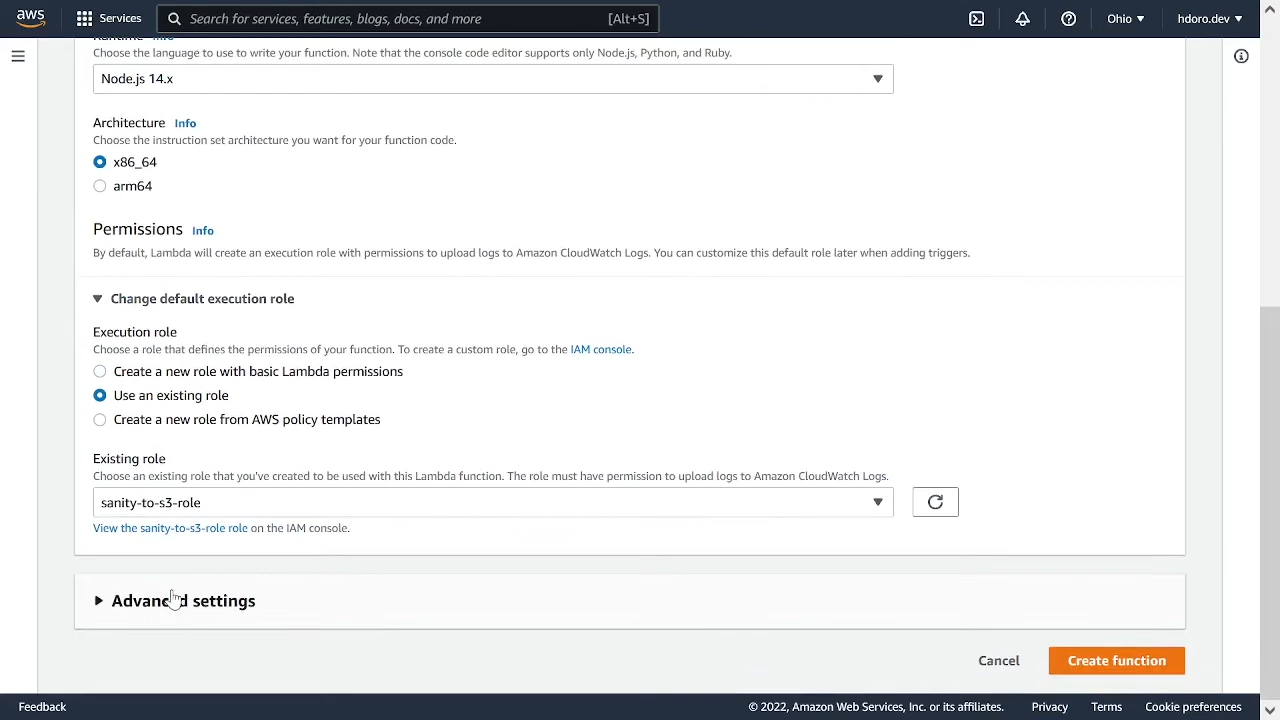 aws
Services
Search for services, features, blogs, docs, and more
[Alt+S]
Ohio ▼
hdoro.dev ▼
Runtime Info
Choose the language to use to write your function. Note that the console code editor supports only Node.js, Python, and Ruby.
Node.js 14.x
Architecture Info
Choose the instruction set architecture you want for your function code.
x86_64
arm64
Permissions Info
By default, Lambda will create an execution role with permissions to upload logs to Amazon CloudWatch Logs. You can customize this default role later when adding triggers.
Change default execution role
Execution role
Choose a role that defines the permissions of your function. To create a custom role, go to the IAM console.
Create a new role with basic Lambda permissions
Use an existing role
Create a new role from AWS policy templates
Existing role
Choose an existing role that you've created to be used with this Lambda function. The role must have permission to upload logs to Amazon CloudWatch Logs.
sanity-to-s3-role
View the sanity-to-s3-role role on the IAM console.
Advanced settings
Cancel
Create function
Feedback
© 2022, Amazon Web Services, Inc. or its affiliates.
Privacy
Terms
Cookie preferences